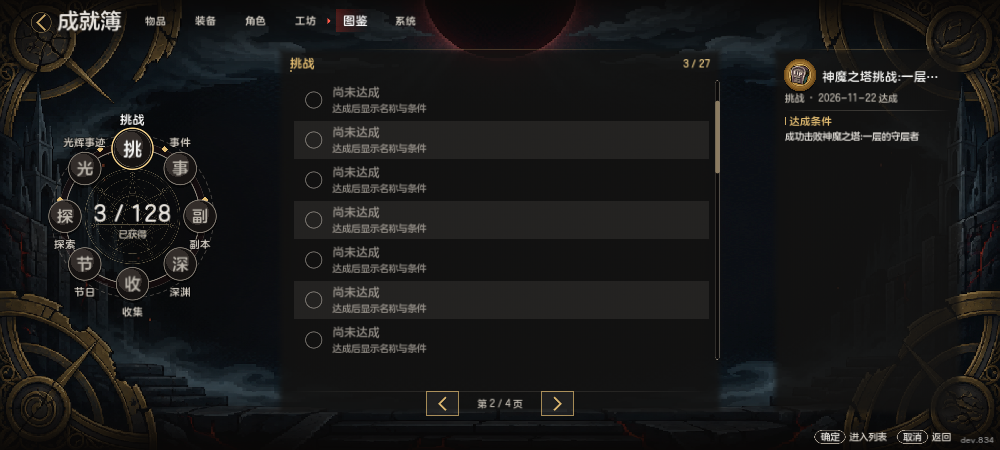 成就簿
物品
装备
角色
工坊
图鉴
系统
挑战
3 / 27
尚未达成
达成后显示名称与条件
尚未达成
达成后显示名称与条件
尚未达成
达成后显示名称与条件
尚未达成
达成后显示名称与条件
尚未达成
达成后显示名称与条件
尚未达成
达成后显示名称与条件
尚未达成
达成后显示名称与条件
第 2 / 4 页
挑战
挑
光辉事迹
光
事件
事
探
探索
副
副本
节
节日
深
深渊
收
收集
3 / 128
已获得
神魔之塔挑战:一层…
挑战 · 2026-11-22 达成
达成条件
成功击败神魔之塔:一层的守层者
确定 进入列表 取消 返回
dev.834